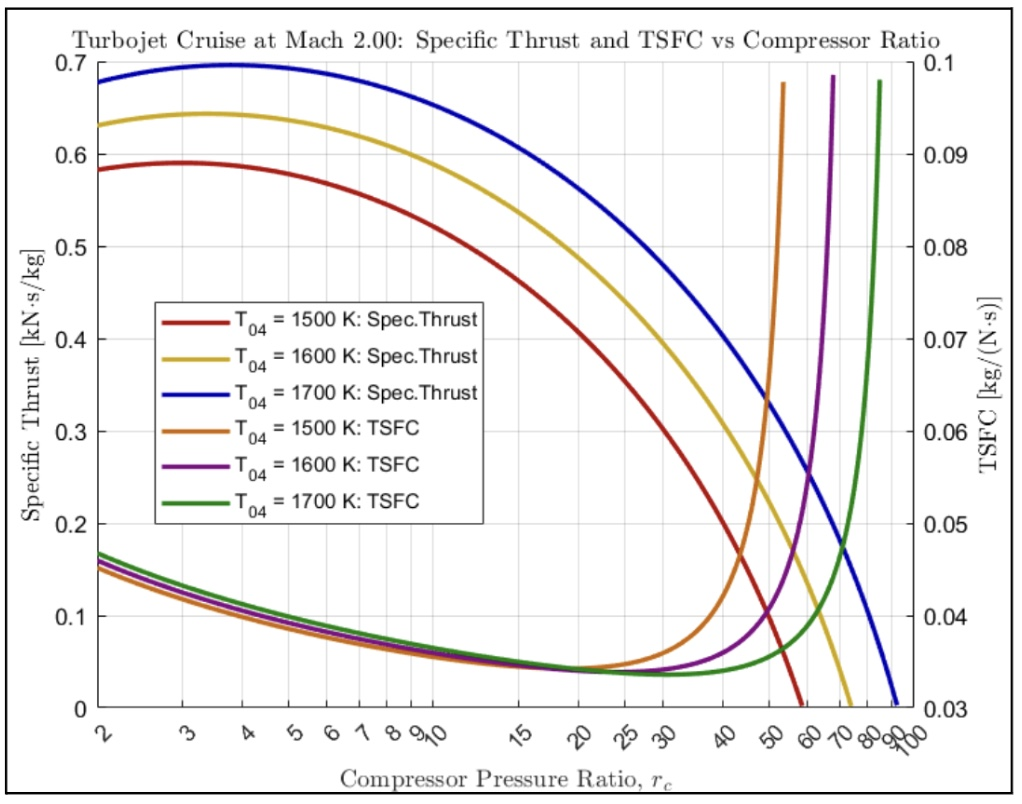 Turbojet Cruise at Mach 2.00: Specific Thrust and TSFC vs Compressor Ratio
0.7
0.6
0.5
0.4
0.3
0.2
0.1
0
Specific Thrust [kN·s/kg]
T04 = 1500 K: Spec.Thrust
T04 = 1600 K: Spec.Thrust
T04 = 1700 K: Spec.Thrust
T04 = 1500 K: TSFC
T04 = 1600 K: TSFC
T04 = 1700 K: TSFC
0.1
0.09
0.08
0.07
0.06
0.05
0.04
0.03
TSFC [kg/(N·s)]
2 3 4 5 6 7 8 9 10 15 20 25 30 40 50 60 70 80 90 100
Compressor Pressure Ratio, rc